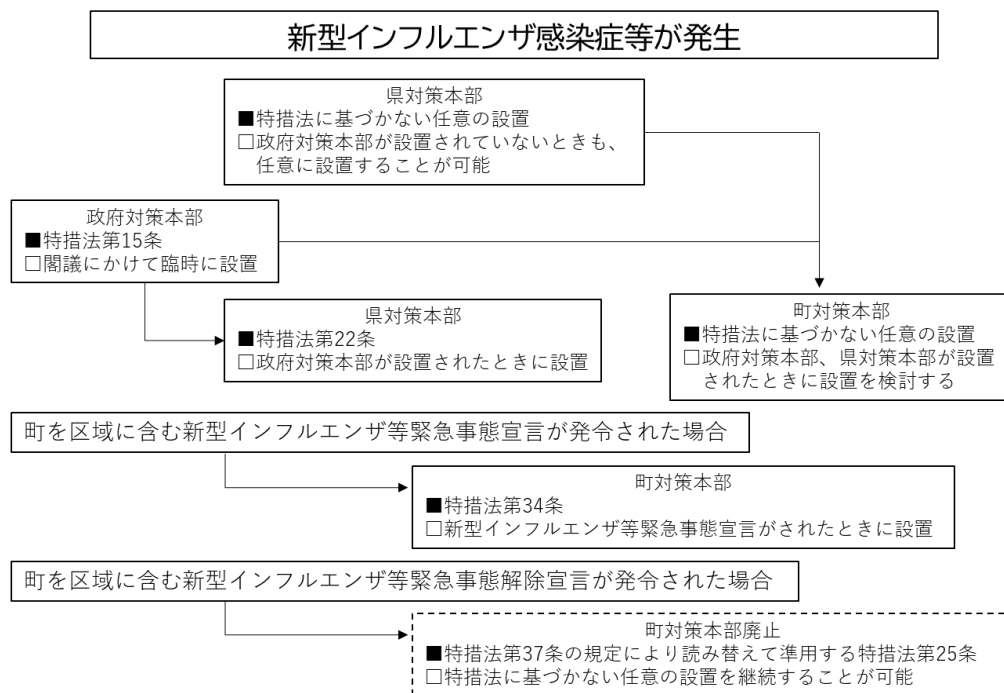 新型インフルエンザ感染症等が発生
県対策本部
■特措法に基づかない任意の設置
□政府対策本部が設置されていないときも、
任意に設置することが可能
政府対策本部
■特措法第15条
□閣議にかけて臨時に設置
県対策本部
■特措法第22条
□政府対策本部が設置されたときに設置
町対策本部
■特措法に基づかない任意の設置
□政府対策本部、県対策本部が設置
されたときに設置を検討する
町を区域に含む新型インフルエンザ等緊急事態宣言が発令された場合
町対策本部
■特措法第34条
□新型インフルエンザ等緊急事態宣言がされたときに設置
町を区域に含む新型インフルエンザ等緊急事態解除宣言が発令された場合
町対策本部廃止
■特措法第37条の規定により読み替えて準用する特措法第25条
□特措法に基づかない任意の設置を継続することが可能